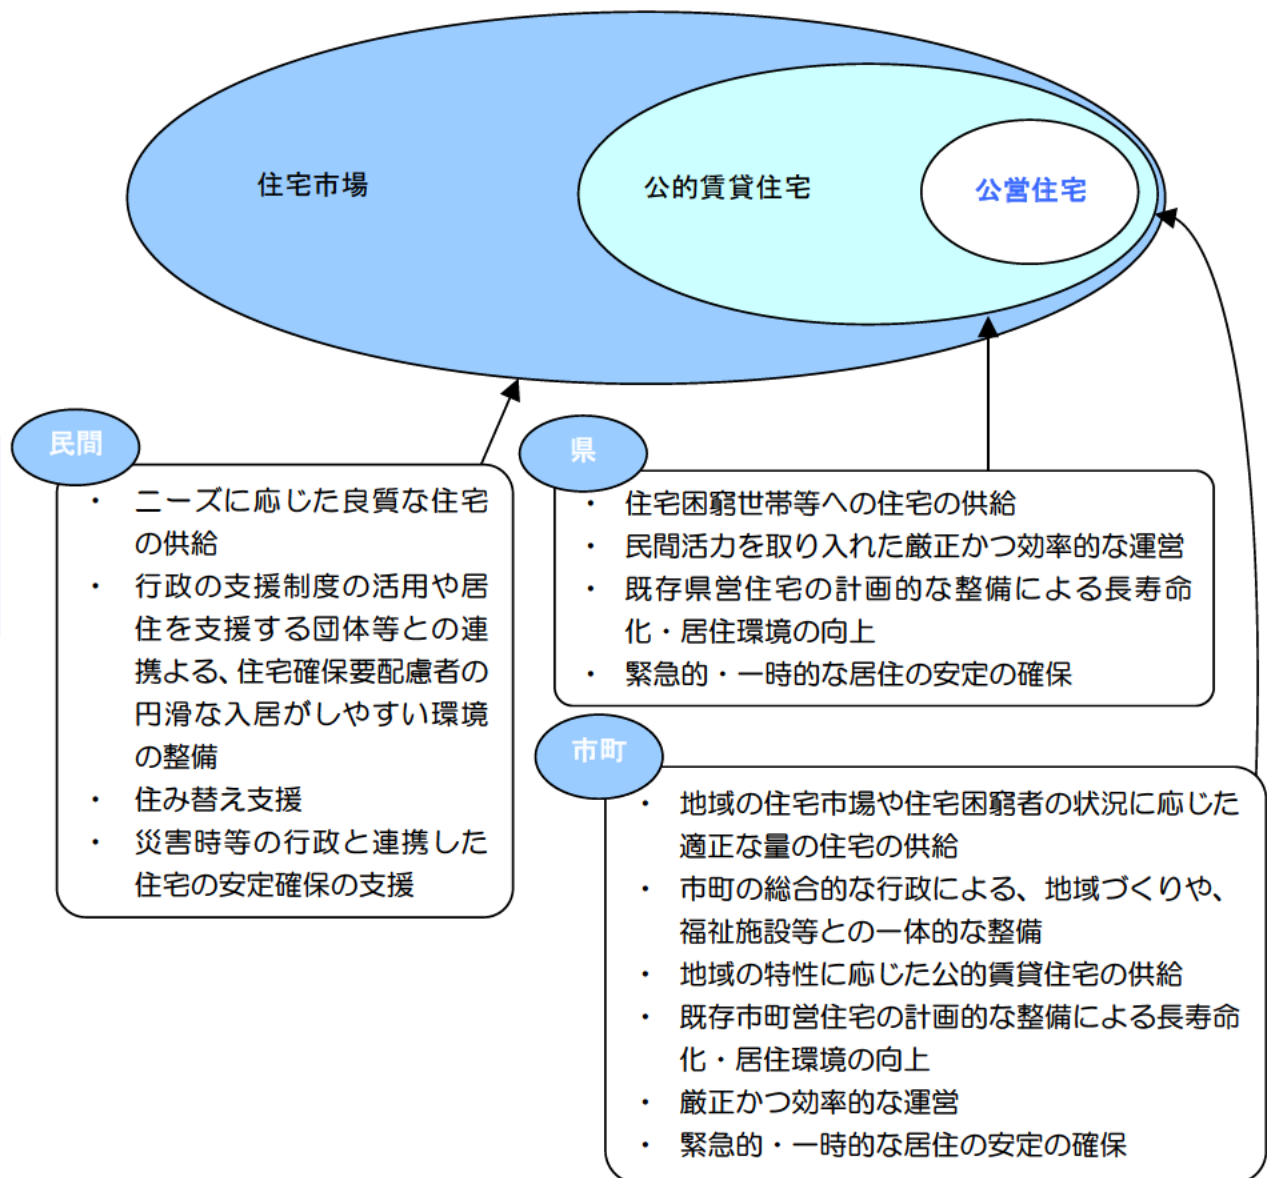 住宅市場
公的賃貸住宅
公営住宅
民間
・ ニーズに応じた良質な住宅
の供給
・ 行政の支援制度の活用や居
住を支援する団体等との連
携よる、住宅確保要配慮者の
円滑な入居がしやすい環境
の整備
・ 住み替え支援
・ 災害時等の行政と連携した
住宅の安定確保の支援
県
・ 住宅困窮世帯等への住宅の供給
・ 民間活力を取り入れた厳正かつ効率的な運営
・ 既存県営住宅の計画的な整備による長寿命
化・居住環境の向上
・ 緊急的・一時的な居住の安定の確保
市町
・ 地域の住宅市場や住宅困窮者の状況に応じた
適正な量の住宅の供給
・ 市町の総合的な行政による、地域づくりや、
福祉施設等との一体的な整備
・ 地域の特性に応じた公的賃貸住宅の供給
・ 既存市町営住宅の計画的な整備による長寿命
化・居住環境の向上
・ 厳正かつ効率的な運営
・ 緊急的・一時的な居住の安定の確保